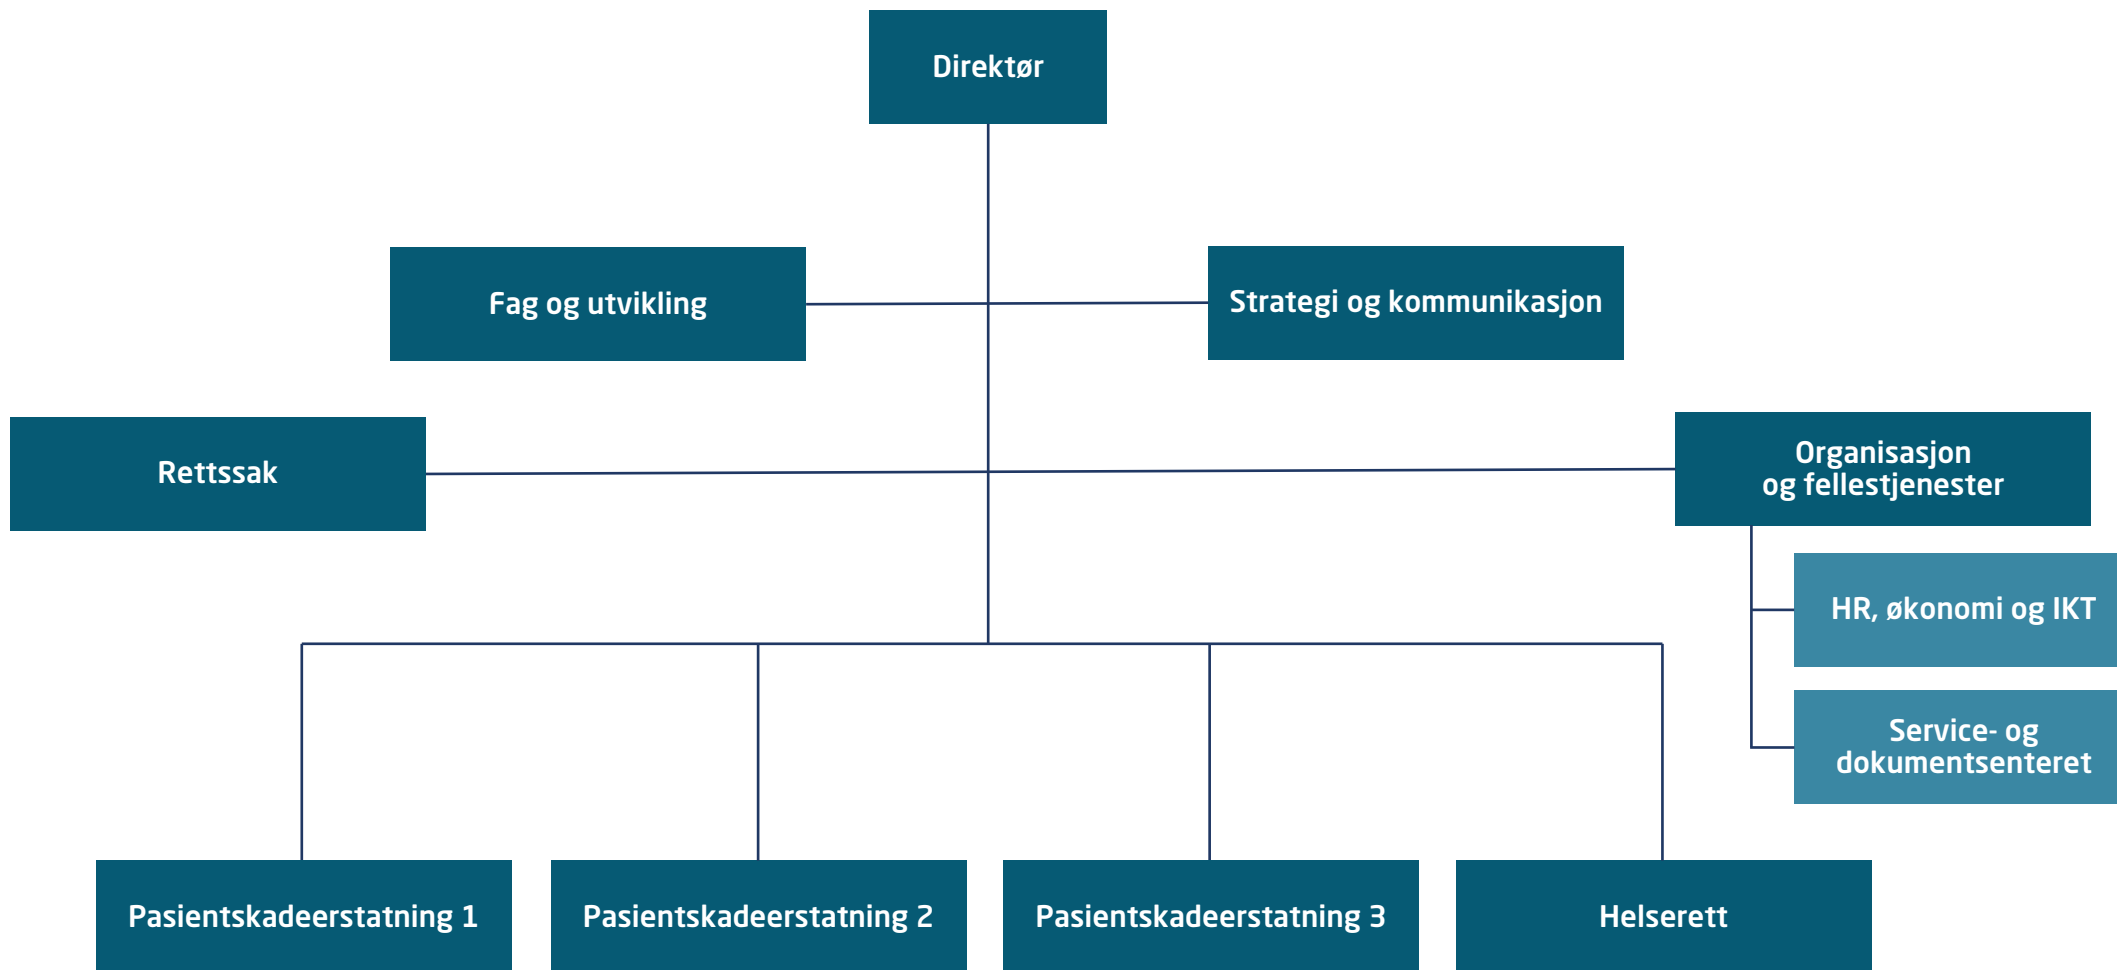 Direktør
Fag og utvikling
Strategi og kommunikasjon
Rettssak
Organisasjon
og fellestjenester
HR, økonomi og IKT
Service- og
dokumentsenteret
Pasientskadeerstatning 1
Pasientskadeerstatning 2
Pasientskadeerstatning 3
Helserett